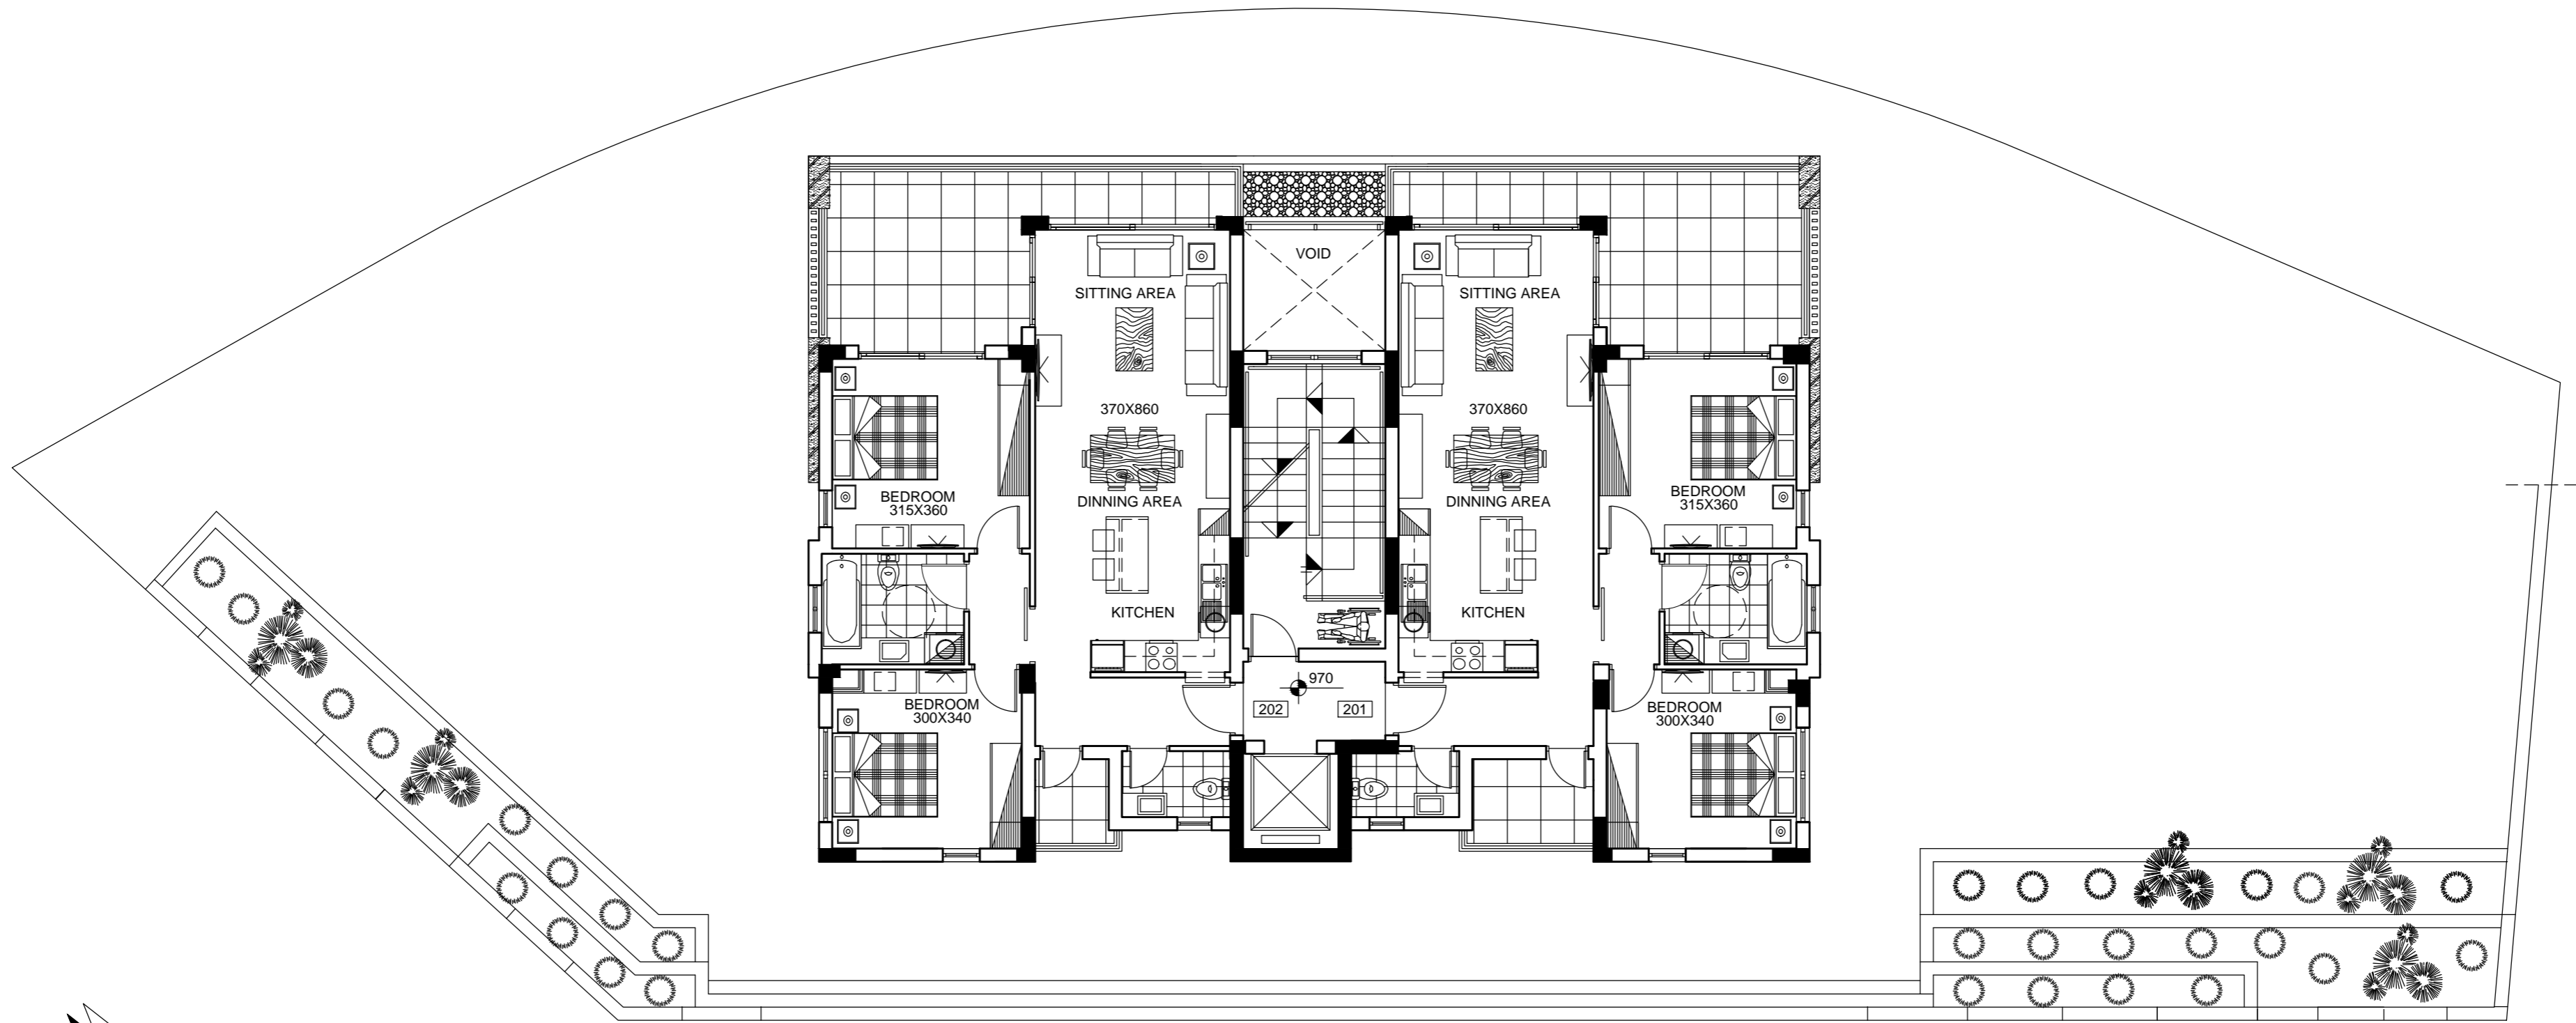 VOID
SITTING AREA
SITTING AREA
370X860
370X860
BEDROOM
315X360
DINNING AREA
DINNING AREA
BEDROOM
315X360
KITCHEN
KITCHEN
970
BEDROOM
300X340
202
201
BEDROOM
300X340